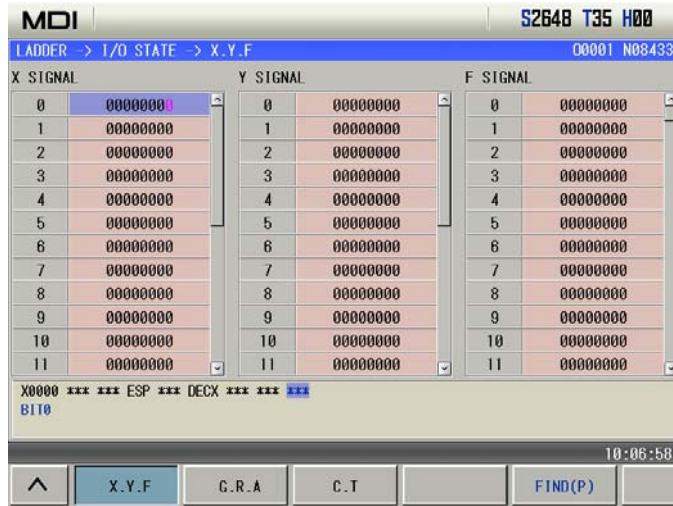 MDI S2648 T35 H00
LADDER -> I/O STATE -> X.Y.F O0001 N08433
X SIGNAL Y SIGNAL F SIGNAL
0 00000000 0 00000000 0 00000000
1 00000000 1 00000000 1 00000000
2 00000000 2 00000000 2 00000000
3 00000000 3 00000000 3 00000000
4 00000000 4 00000000 4 00000000
5 00000000 5 00000000 5 00000000
6 00000000 6 00000000 6 00000000
7 00000000 7 00000000 7 00000000
8 00000000 8 00000000 8 00000000
9 00000000 9 00000000 9 00000000
10 00000000 10 00000000 10 00000000
11 00000000 11 00000000 11 00000000
X0000 *** *** ESP *** DECX *** *** ***
BIT0
10:06:58
X.Y.F G.R.A C.T FIND(P)